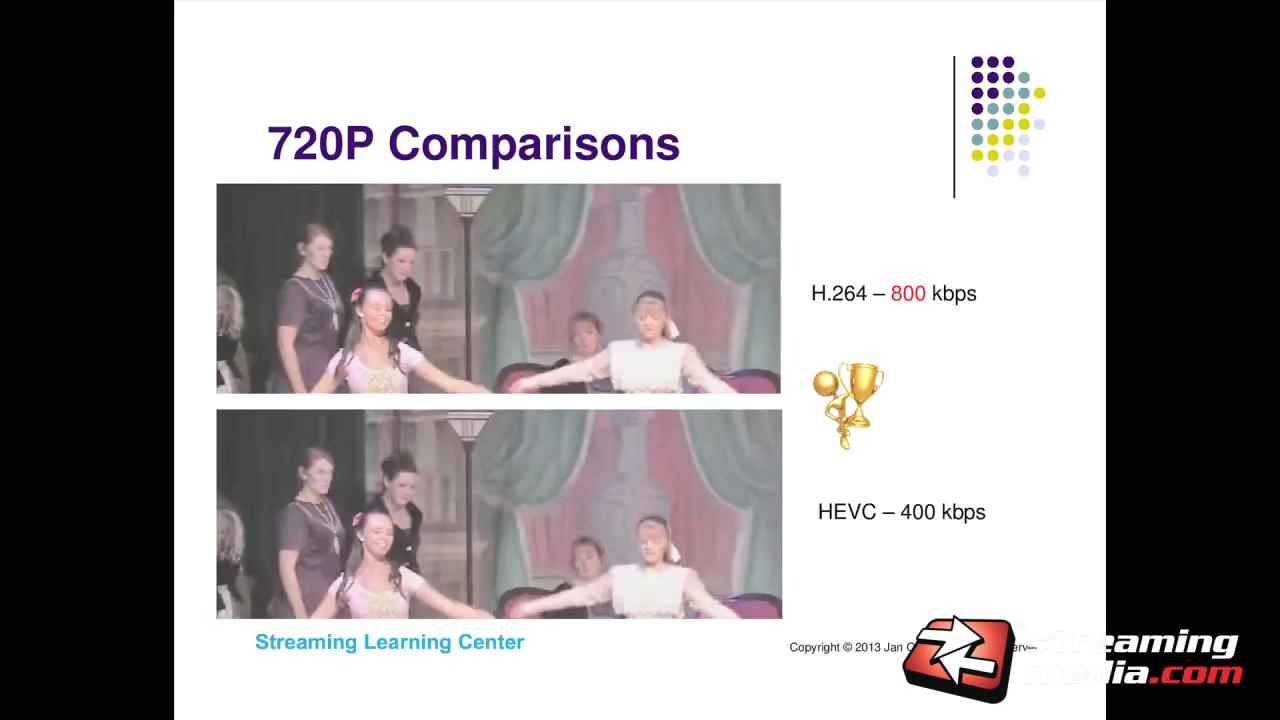 720P Comparisons
H.264 – 800 kbps
HEVC – 400 kbps
Streaming Learning Center
Copyright © 2013 Jan
streaming
media.com